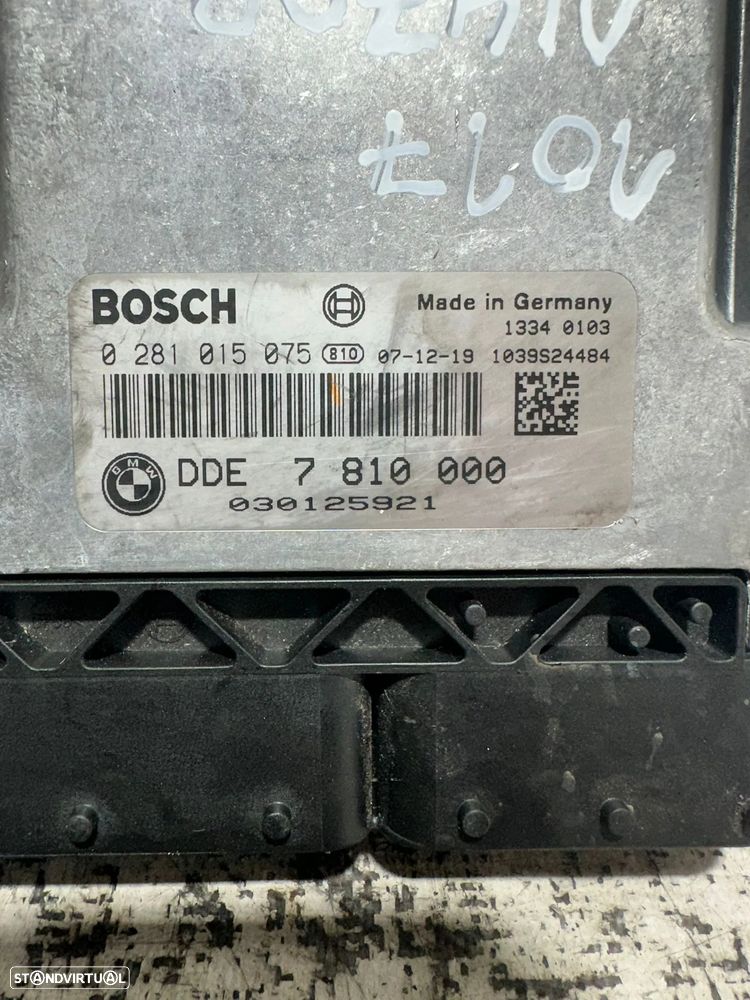 BOSCH
Made in Germany
1334 0103
0 281 015 075 810 07-12-19 1039S24484
BMW
DDE 7 810 000
030125921
STANDVIRTUAL